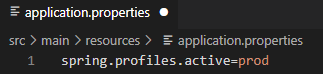 application.properties
src > main > resources > application.properties
1 spring.profiles.active=prod